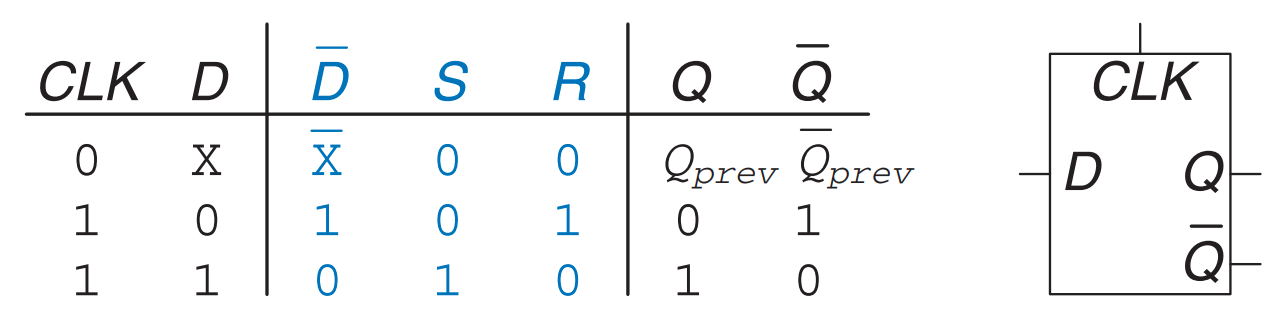 CLK D D̅ S R Q Q̅
0 X X̅ 0 0 Qprev Q̅prev
1 0 1 0 1 0 1
1 1 0 1 0 1 0
CLK
D Q
Q̅